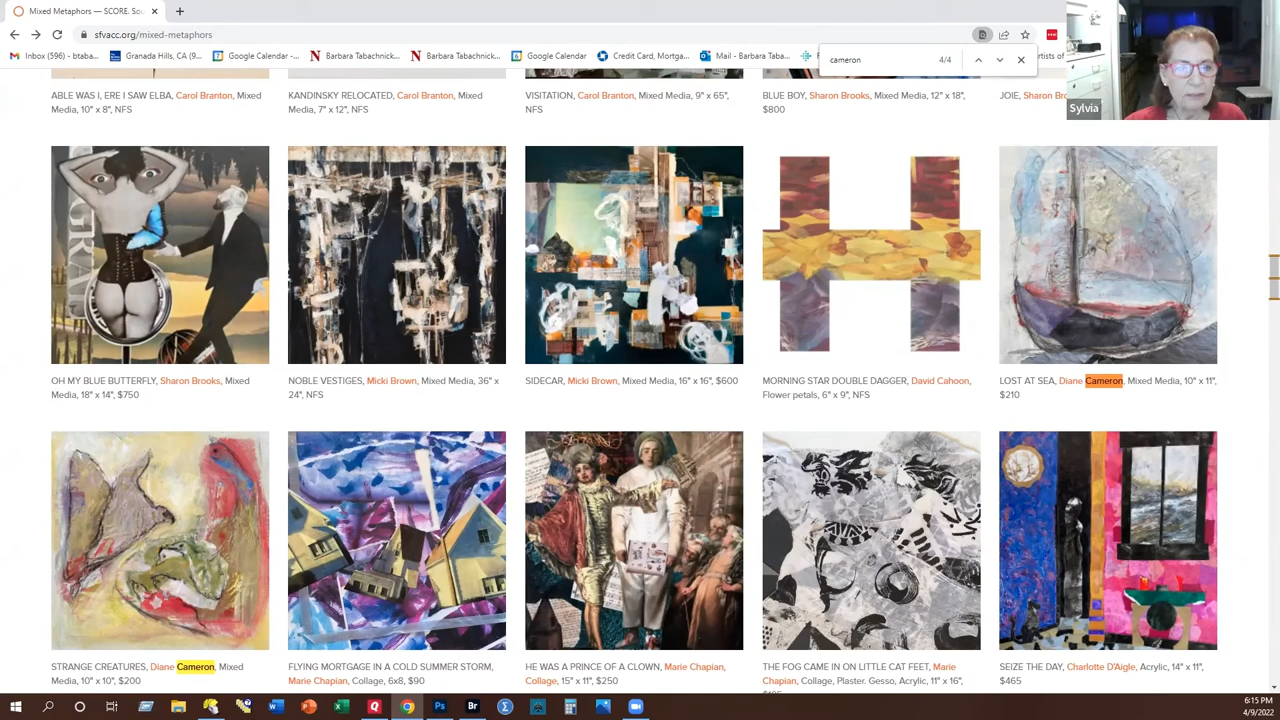 Mixed Metaphors — SCORE. So
sfvacc.org/mixed-metaphors
Inbox (596) - btaba...
Granada Hills, CA (9...
Google Calendar -...
Barbara Tabachnick...
Barbara Tabachnick...
Google Calendar
Credit Card, Mortga...
Mail - Barbara Taba...
cameron
4/4
Sylvia
ABLE WAS I, ERE I SAW ELBA, Carol Branton, Mixed
Media, 10" x 8", NFS
KANDINSKY RELOCATED, Carol Branton, Mixed
Media, 7" x 12", NFS
VISITATION, Carol Branton, Mixed Media, 9" x 65",
NFS
BLUE BOY, Sharon Brooks, Mixed Media, 12" x 18",
$800
JOIE, Sharon Br
OH MY BLUE BUTTERFLY, Sharon Brooks, Mixed
Media, 18" x 14", $750
NOBLE VESTIGES, Micki Brown, Mixed Media, 36" x
24", NFS
SIDECAR, Micki Brown, Mixed Media, 16" x 16", $600
MORNING STAR DOUBLE DAGGER, David Cahoon,
Flower petals, 6" x 9", NFS
LOST AT SEA, Diane Cameron, Mixed Media, 10" x 11",
$210
STRANGE CREATURES, Diane Cameron, Mixed
Media, 10" x 10", $200
FLYING MORTGAGE IN A COLD SUMMER STORM,
Marie Chapian, Collage, 6x8, $90
HE WAS A PRINCE OF A CLOWN, Marie Chapian,
Collage, 15" x 11", $250
THE FOG CAME IN ON LITTLE CAT FEET, Marie
Chapian, Collage, Plaster. Gesso, Acrylic, 11" x 16",
SEIZE THE DAY, Charlotte D'Aigle, Acrylic, 14" x 11",
$465
6:15 PM
4/9/2022